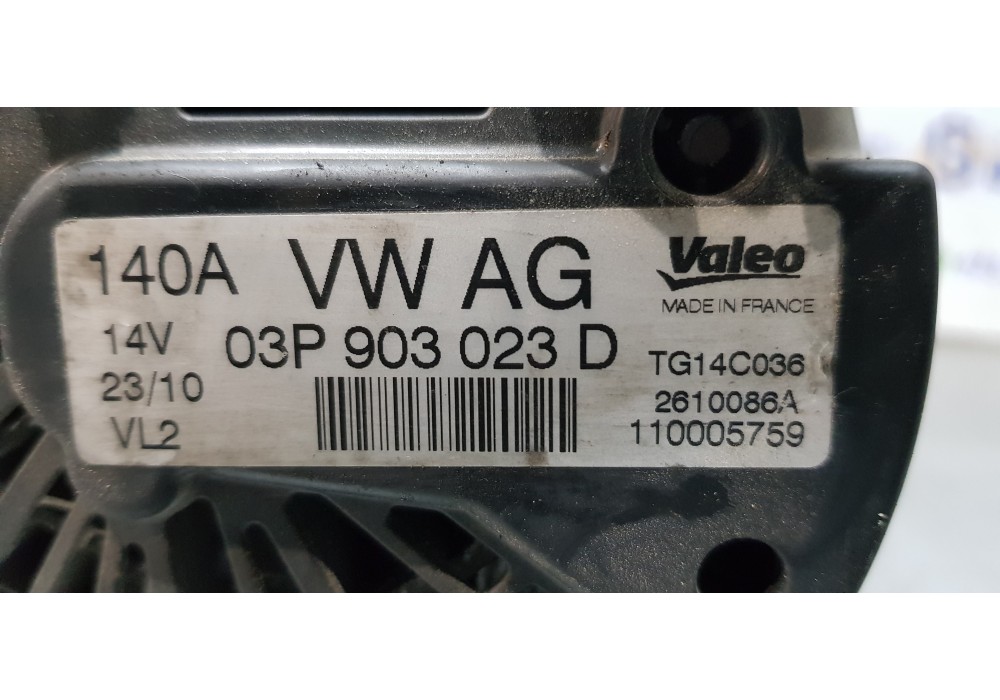 140A VW AG Valeo
MADE IN FRANCE
14V 03P 903 023 D TG14C036
23/10 2610086A
VL2 110005759